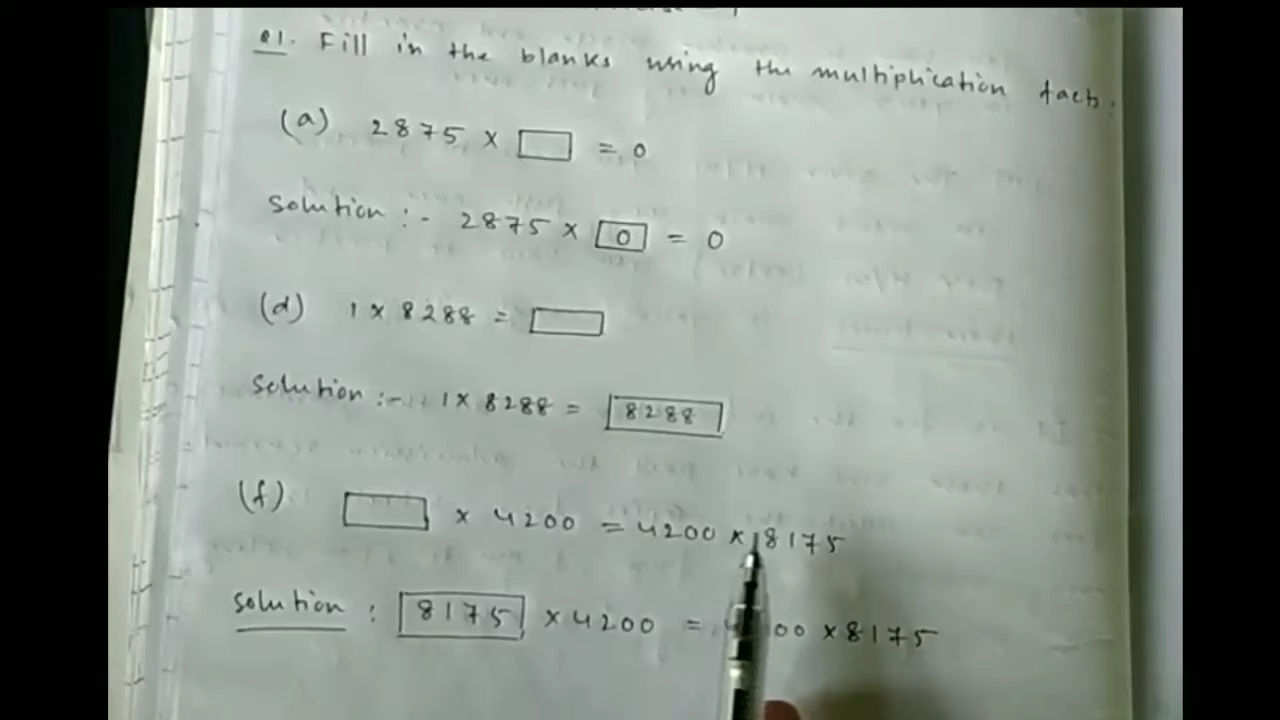 Q1. Fill in the blanks using the multiplication facts.
(a) 2875 × = 0
Solution :- 2875 × 0 = 0
(d) 1 × 8288 =
Solution :- 1 × 8288 = 8288
(f) × 4200 = 4200 × 8175
Solution : 8175 × 4200 = 00 × 8175